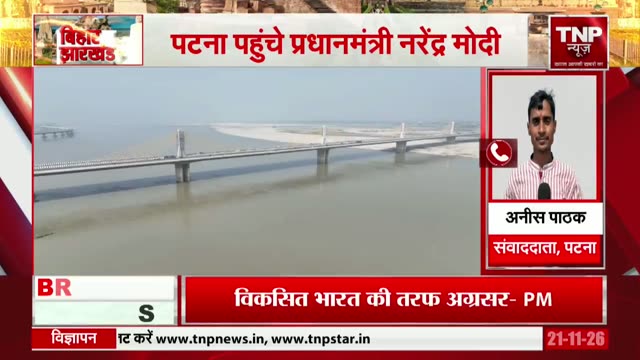 बिहार
झारखंड
पटना पहुंचे प्रधानमंत्री नरेंद्र मोदी
TNP
न्यूज़
अनीस पाठक
संवाददाता, पटना
BR
S
विकसित भारत की तरफ अग्रसर- PM
विज्ञापन
करें www.tnpnews.in, www.tnpstar.in
21-11-26